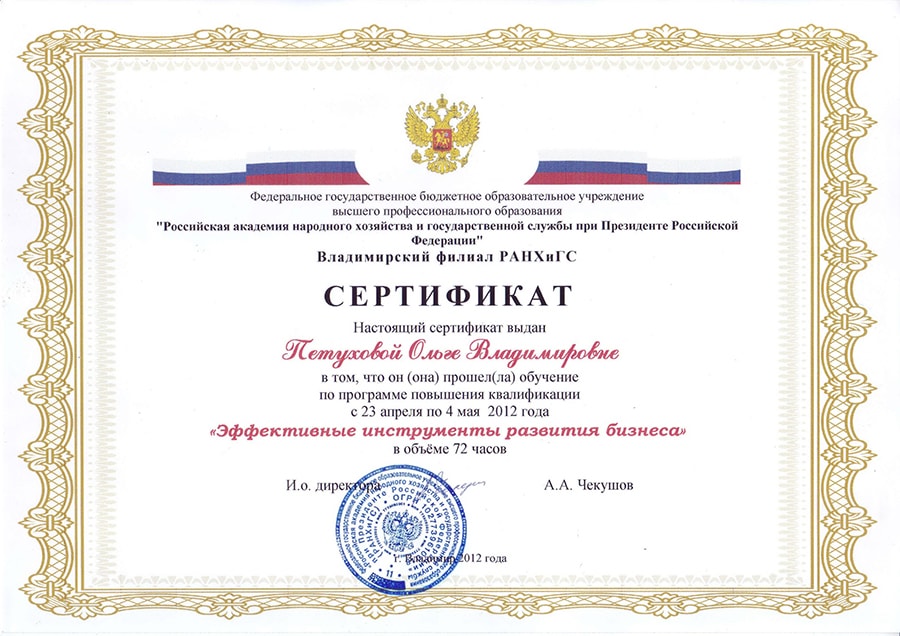 Федеральное государственное бюджетное образовательное учреждение
высшего профессионального образования
"Российская академия народного хозяйства и государственной службы при Президенте Российской
Федерации"
Владимирский филиал РАНХиГС
СЕРТИФИКАТ
Настоящий сертификат выдан
Петуховой Ольге Владимировне
в том, что он (она) прошел(ла) обучение
по программе повышения квалификации
с 23 апреля по 4 мая 2012 года
«Эффективные инструменты развития бизнеса»
в объёме 72 часов
И.о. директора
А.А. Чекушов
г. Владимир 2012 года